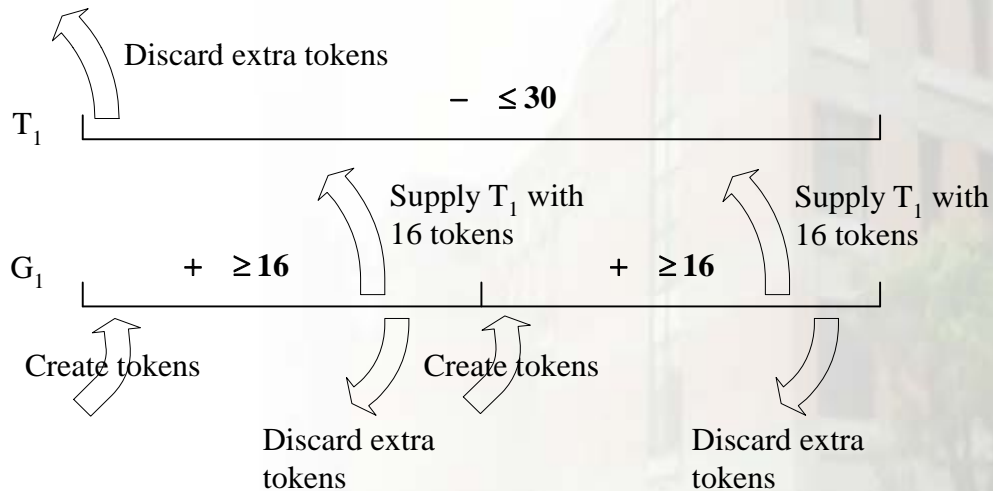 Discard extra tokens
− ≤ 30
T1
Supply T1 with
16 tokens
Supply T1 with
16 tokens
G1
+ ≥ 16
+ ≥ 16
Create tokens
Create tokens
Discard extra
tokens
Discard extra
tokens